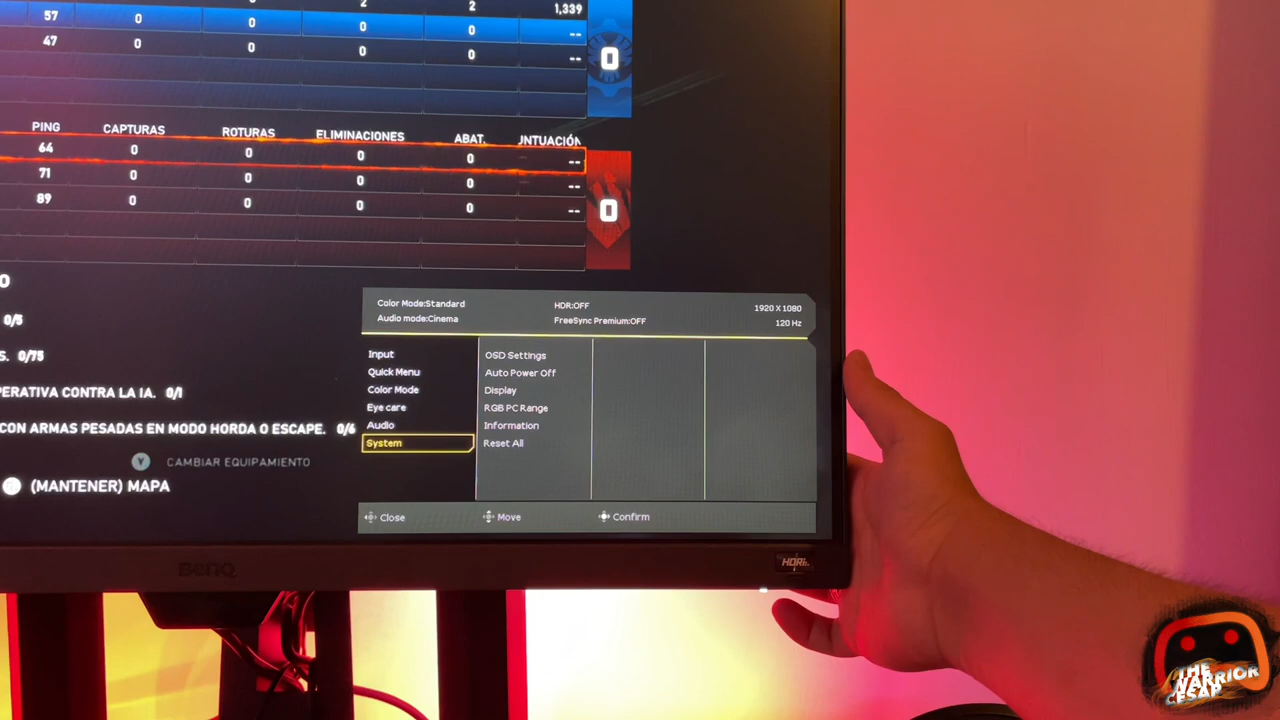 2 2 1,339
57 0 0 0 0 --
47 0 0 0 0 --
0
PING CAPTURAS ROTURAS ELIMINACIONES ABAT. UNTUACIÓN
64 0 0 0 0 --
71 0 0 0 0 --
89 0 0 0 0 --
0
O
0/5
S. 0/75
PERATIVA CONTRA LA IA. 0/1
CON ARMAS PESADAS EN MODO HORDA O ESCAPE. 0/6
Y CAMBIAR EQUIPAMIENTO
(MANTENER) MAPA
Color Mode:Standard HDR:OFF 1920 X 1080
Audio mode:Cinema FreeSync Premium:OFF 120 Hz
Input OSD Settings
Quick Menu Auto Power Off
Color Mode Display
Eye care RGB PC Range
Audio Information
System Reset All
Close Move Confirm
BenQ
HDRi
THE
WARRIOR
CESAP